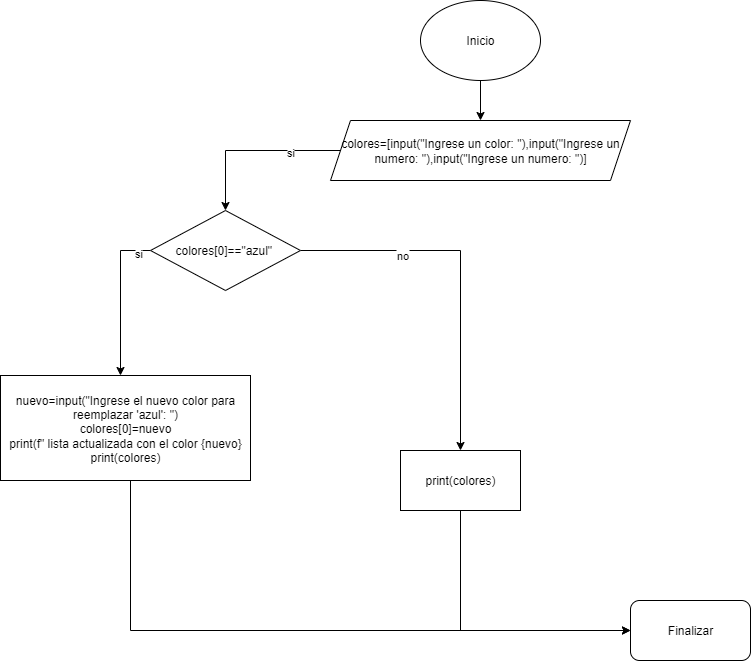 Inicio
colores=[input("Ingrese un color: "),input("Ingrese un
numero: "),input("Ingrese un numero: ")]
si
colores[0]=="azul"
si
no
nuevo=input("Ingrese el nuevo color para
reemplazar 'azul': ")
colores[0]=nuevo
print(f" lista actualizada con el color {nuevo}
print(colores)
print(colores)
Finalizar